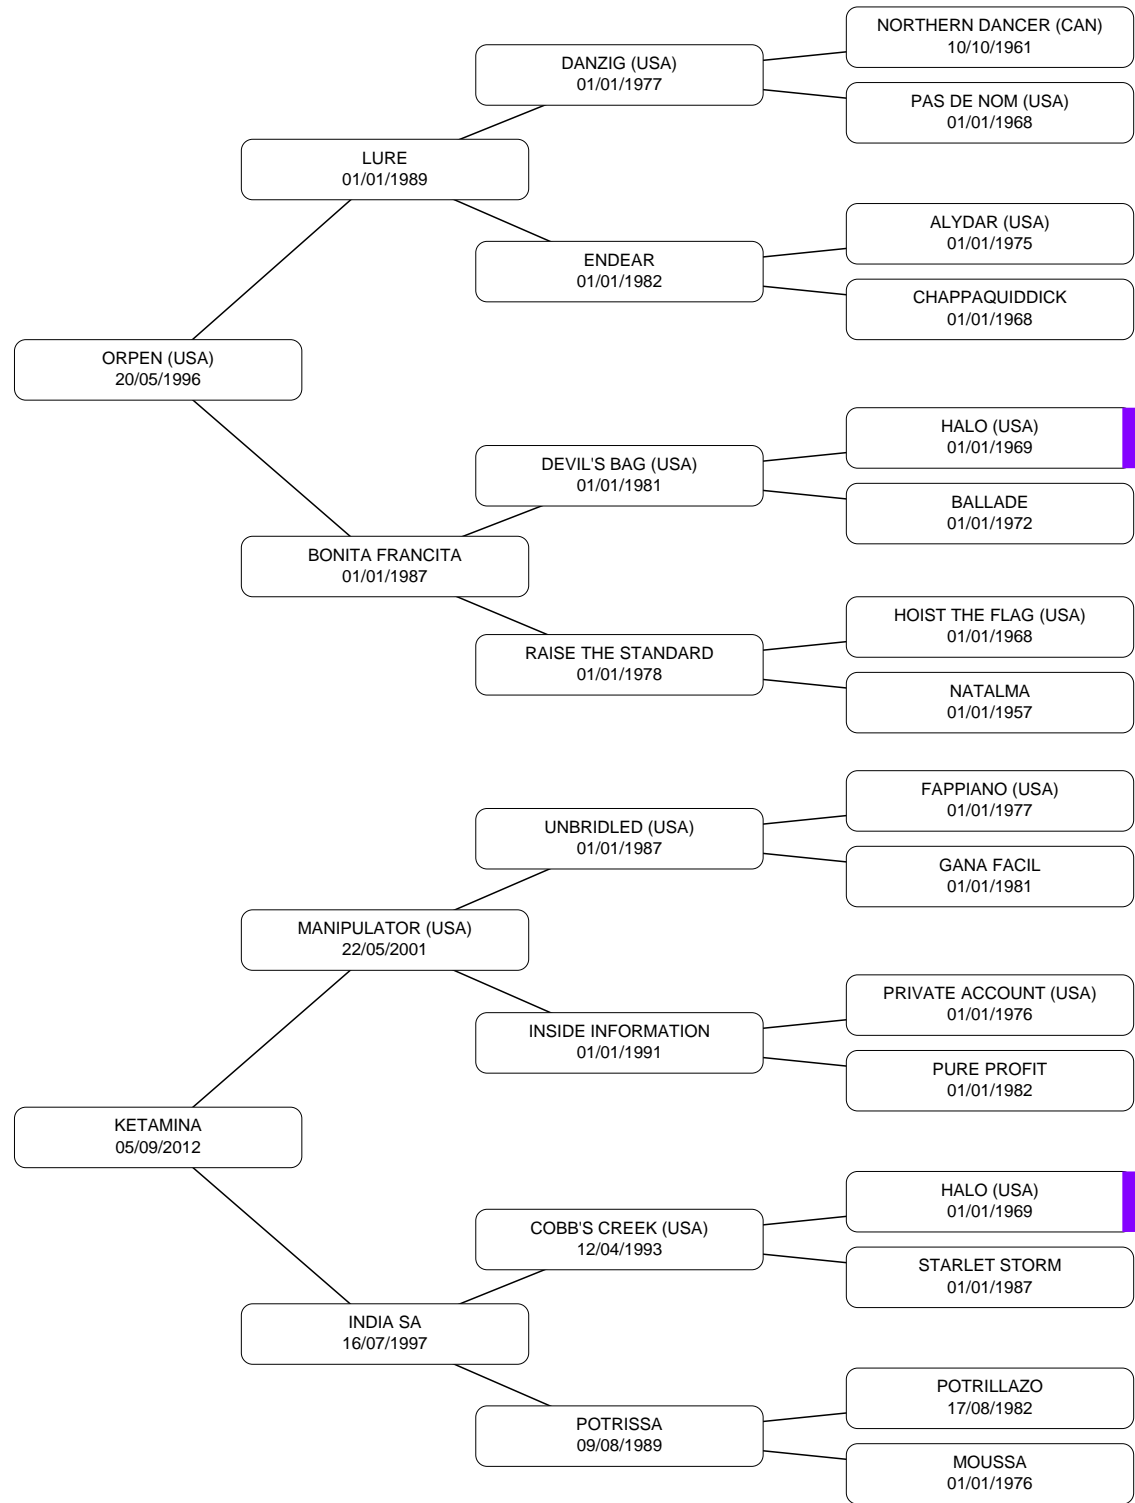 NORTHERN DANCER (CAN)
10/10/1961
DANZIG (USA)
01/01/1977
PAS DE NOM (USA)
01/01/1968
LURE
01/01/1989
ALYDAR (USA)
01/01/1975
ENDEAR
01/01/1982
CHAPPAQUIDDICK
01/01/1968
ORPEN (USA)
20/05/1996
HALO (USA)
01/01/1969
DEVIL'S BAG (USA)
01/01/1981
BALLADE
01/01/1972
BONITA FRANCITA
01/01/1987
HOIST THE FLAG (USA)
01/01/1968
RAISE THE STANDARD
01/01/1978
NATALMA
01/01/1957
FAPPIANO (USA)
01/01/1977
UNBRIDLED (USA)
01/01/1987
GANA FACIL
01/01/1981
MANIPULATOR (USA)
22/05/2001
PRIVATE ACCOUNT (USA)
01/01/1976
INSIDE INFORMATION
01/01/1991
PURE PROFIT
01/01/1982
KETAMINA
05/09/2012
HALO (USA)
01/01/1969
COBB'S CREEK (USA)
12/04/1993
STARLET STORM
01/01/1987
INDIA SA
16/07/1997
POTRILLAZO
17/08/1982
POTRISSA
09/08/1989
MOUSSA
01/01/1976